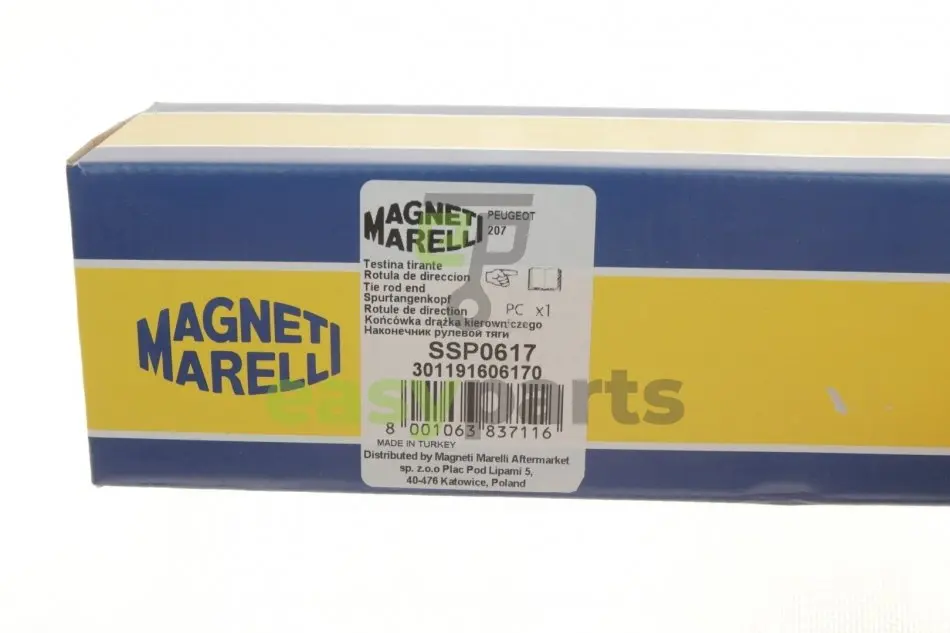 MAGNETI
MARELLI
MAGNETI
MARELLI
PEUGEOT
207
Testina tirante
Rotula de direccion
Tie rod end
Spurtangenkopf
Rotule de direction
PC x1
Końcówka drążka kierowniczego
Наконечник рулевой тяги
SSP0617
301191606170
easyparts
8 001063 837116
MADE IN TURKEY
Distributed by Magneti Marelli Aftermarket
sp. z.o.o Plac Pod Lipami 5,
40-476 Katowice, Poland